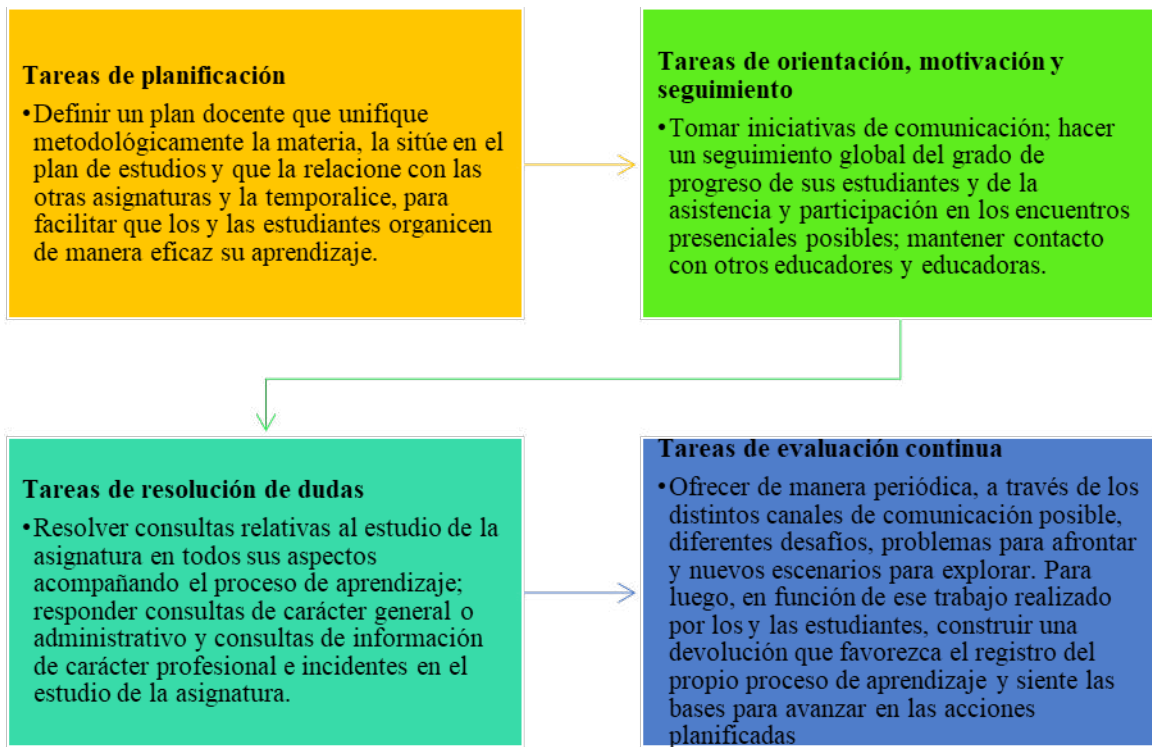 Tareas de planificación
•Definir un plan docente que unifique
metodológicamente la materia, la sitúe en el
plan de estudios y que la relacione con las
otras asignaturas y la temporalice, para
facilitar que los y las estudiantes organicen
de manera eficaz su aprendizaje.
Tareas de orientación, motivación y
seguimiento
•Tomar iniciativas de comunicación; hacer
un seguimiento global del grado de
progreso de sus estudiantes y de la
asistencia y participación en los encuentros
presenciales posibles; mantener contacto
con otros educadores y educadoras.
Tareas de resolución de dudas
•Resolver consultas relativas al estudio de la
asignatura en todos sus aspectos
acompañando el proceso de aprendizaje;
responder consultas de carácter general o
administrativo y consultas de información
de carácter profesional e incidentes en el
estudio de la asignatura.
Tareas de evaluación continua
•Ofrecer de manera periódica, a través de los
distintos canales de comunicación posible,
diferentes desafíos, problemas para afrontar
y nuevos escenarios para explorar. Para
luego, en función de ese trabajo realizado
por los y las estudiantes, construir una
devolución que favorezca el registro del
propio proceso de aprendizaje y siente las
bases para avanzar en las acciones
planificadas